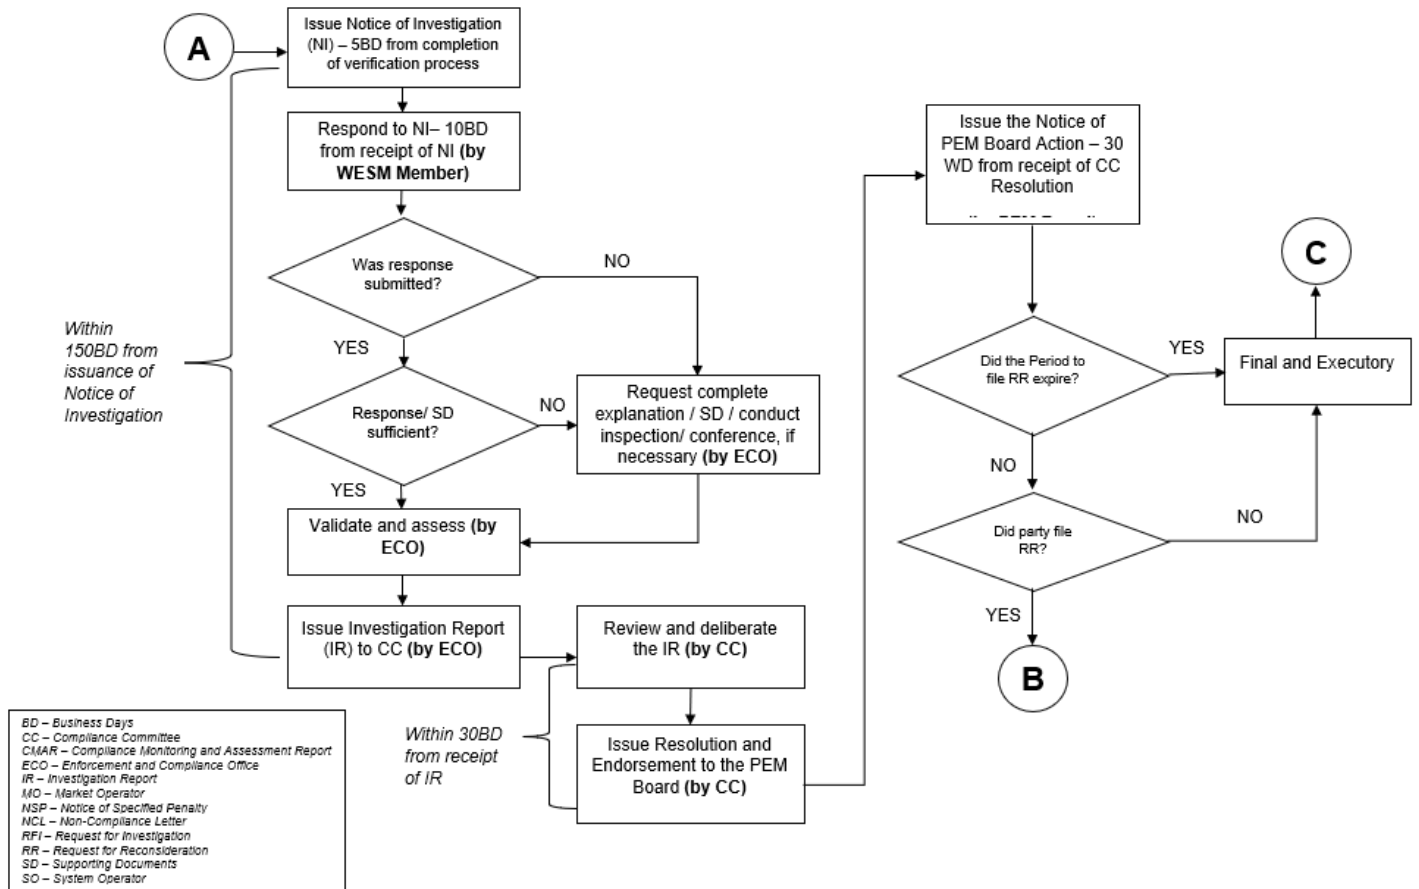 A
Issue Notice of Investigation
(NI) – 5BD from completion
of verification process
Respond to NI– 10BD
from receipt of NI (by
WESM Member)
Was response
submitted?
NO
YES
Response/ SD
sufficient?
NO
YES
Request complete
explanation / SD / conduct
inspection/ conference, if
necessary (by ECO)
Validate and assess (by
ECO)
Issue Investigation Report
(IR) to CC (by ECO)
Within
150BD from
issuance of
Notice of
Investigation
Review and deliberate
the IR (by CC)
Within 30BD
from receipt
of IR
Issue Resolution and
Endorsement to the PEM
Board (by CC)
Issue the Notice of
PEM Board Action – 30
WD from receipt of CC
Resolution
Did the Period to
file RR expire?
YES
Final and Executory
C
NO
Did party file
RR?
NO
YES
B
BD – Business Days
CC – Compliance Committee
CMAR – Compliance Monitoring and Assessment Report
ECO – Enforcement and Compliance Office
IR – Investigation Report
MO – Market Operator
NSP – Notice of Specified Penalty
NCL – Non-Compliance Letter
RFI – Request for Investigation
RR – Request for Reconsideration
SD – Supporting Documents
SO – System Operator